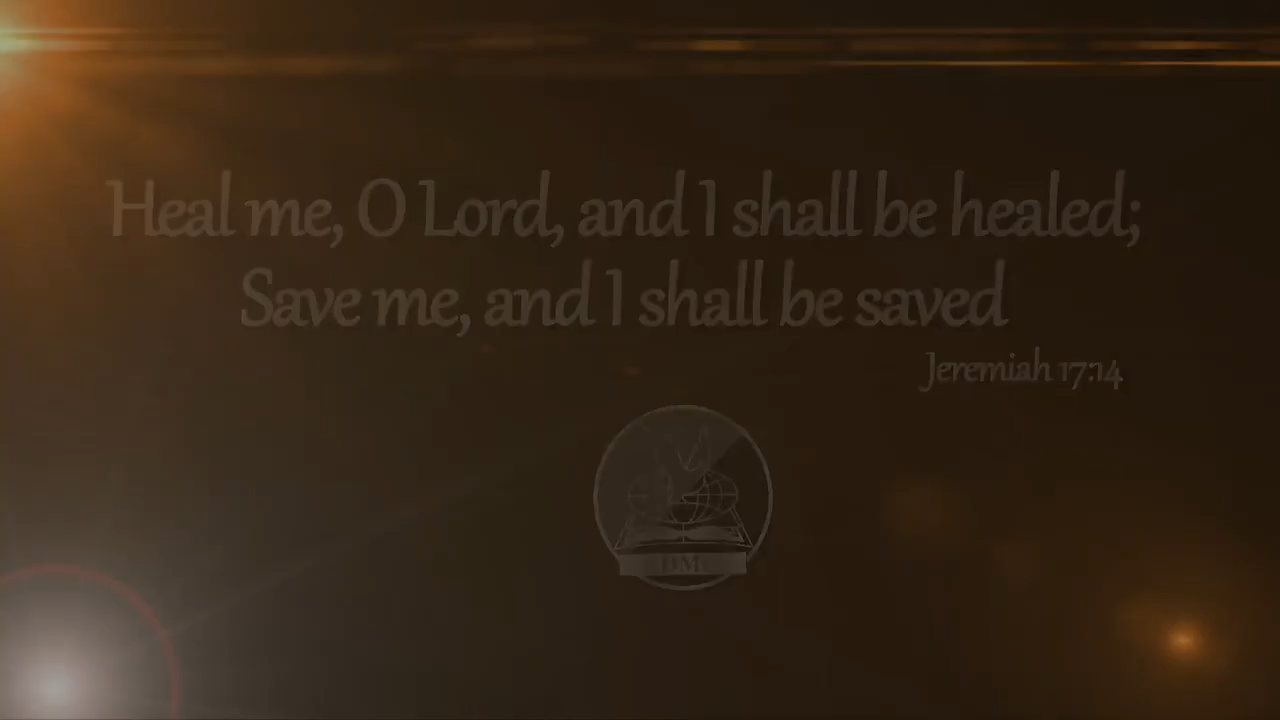 Heal me, O Lord, and I shall be healed;
Save me, and I shall be saved
Jeremiah 17:14